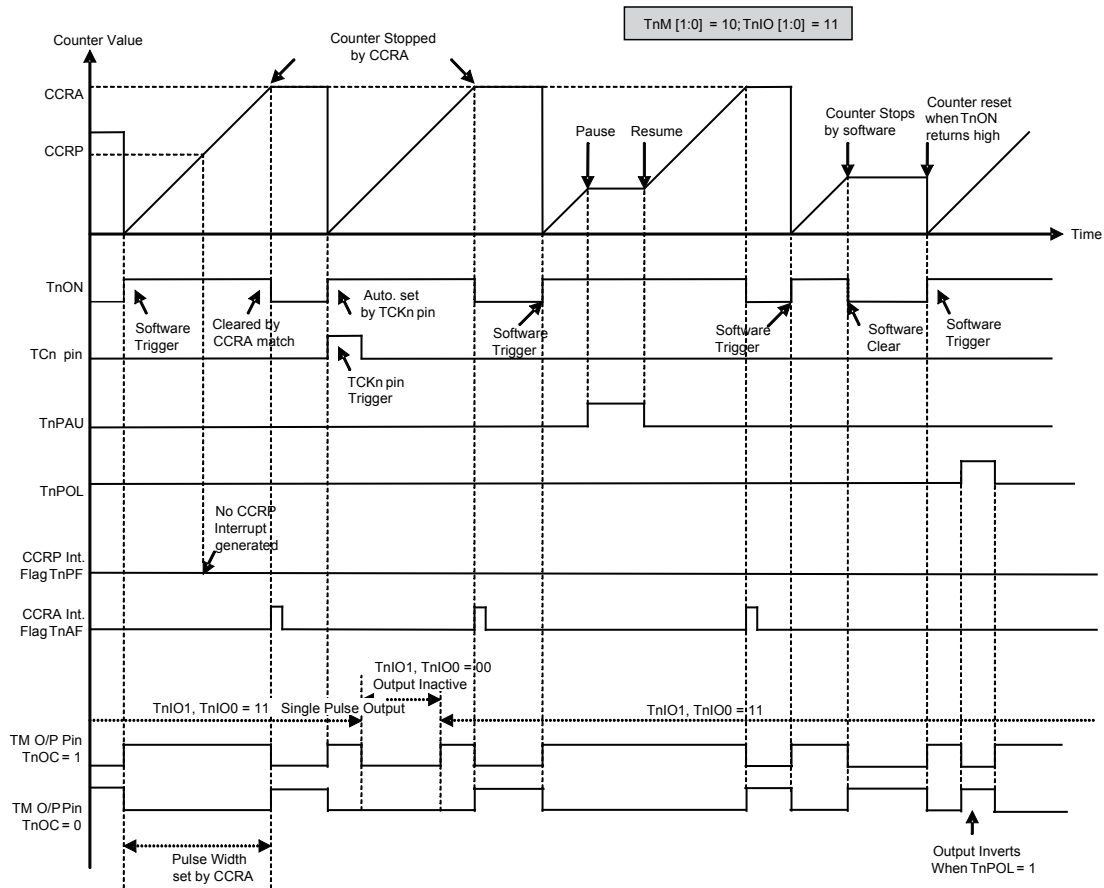 TnM [1:0] = 10; TnIO [1:0] = 11
Counter Value
Counter Stopped
by CCRA
CCRA
CCRP
Pause
Resume
Counter Stops
by software
Counter reset
when TnON
returns high
Time
TnON
Software
Trigger
Cleared by
CCRA match
Auto. set
by TCKn pin
Software
Trigger
Software
Trigger
Software
Clear
Software
Trigger
TCn pin
TCKn pin
Trigger
TnPAU
TnPOL
No CCRP
Interrupt
generated
CCRP Int.
Flag TnPF
CCRA Int.
Flag TnAF
TnIO1, TnIO0 = 00
Output Inactive
TnIO1, TnIO0 = 11 Single Pulse Output
TnIO1, TnIO0 = 11
TM O/P Pin
TnOC = 1
TM O/P Pin
TnOC = 0
Pulse Width
set by CCRA
Output Inverts
When TnPOL = 1